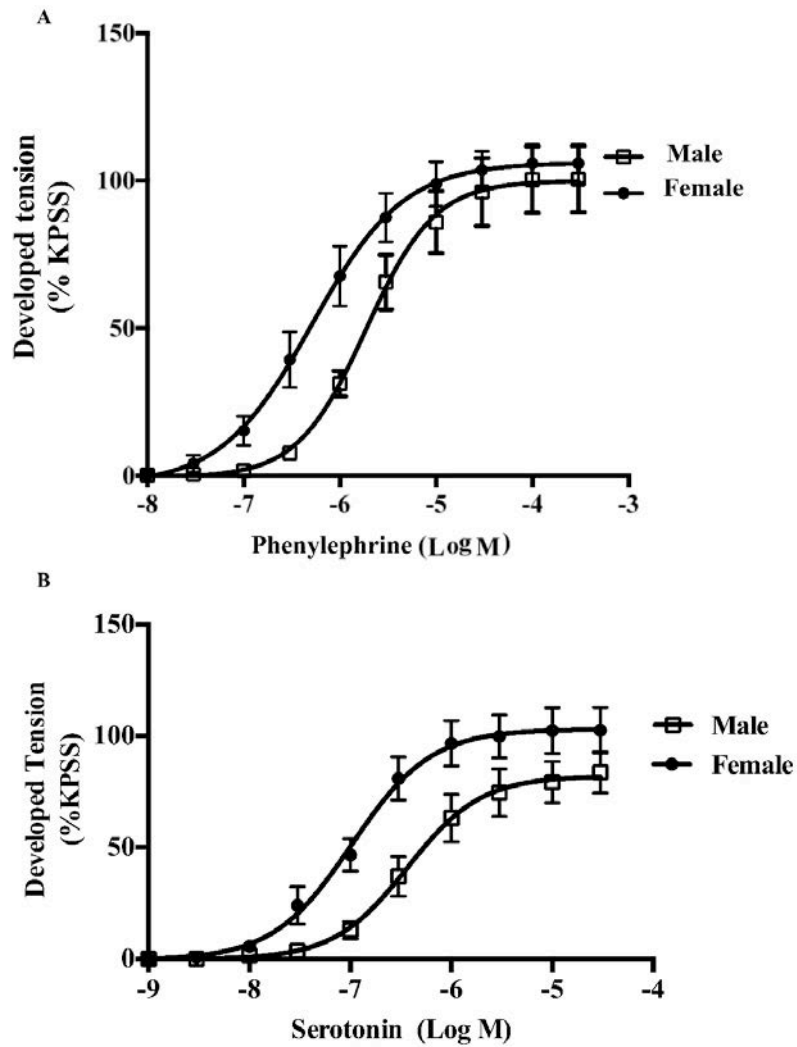 A
150
100
50
0
Developed tension
(% KPSS)
Male
Female
-8 -7 -6 -5 -4 -3
Phenylephrine (Log M)
B
150
100
50
0
Developed Tension
(%KPSS)
Male
Female
-9 -8 -7 -6 -5 -4
Serotonin (Log M)